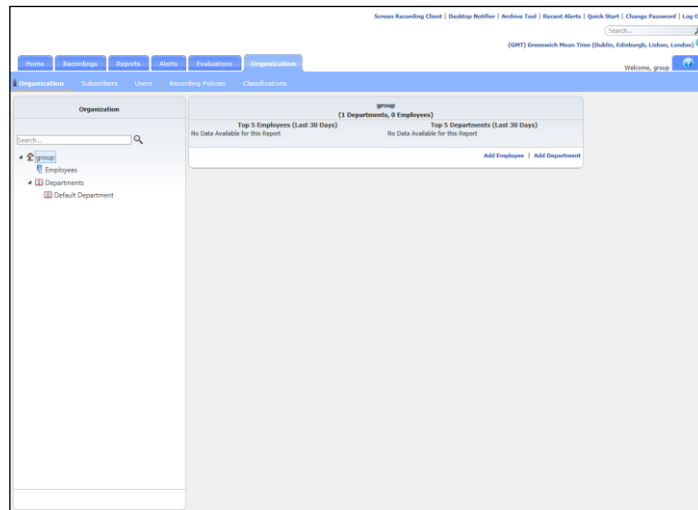 Screen Recording Client | Desktop Notifier | Archive Tool | Recent Alerts | Quick Start | Change Password | Log O
Search...
(GMT) Greenwich Mean Time (Dublin, Edinburgh, Lisbon, London)
Home Recordings Reports Alerts Evaluations Organization
Welcome, group
Organization Subscribers Users Recording Policies Classifications
Organization
Search...
group
Employees
Departments
Default Department
group
(1 Departments, 0 Employees)
Top 5 Employees (Last 30 Days) Top 5 Departments (Last 30 Days)
No Data Available for this Report No Data Available for this Report
Add Employee | Add Department